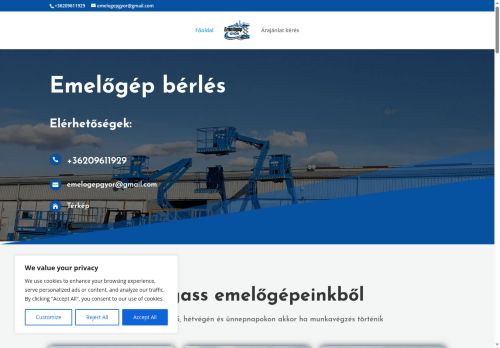 +36209611929 emelogepgyor@gmail.com
Főoldal
Árajánlat kérés
Emelőgép bérlés
Elérhetőségek:
+36209611929
emelogepgyor@gmail.com
Térkép
We value your privacy
We use cookies to enhance your browsing experience,
serve personalized ads or content, and analyze our traffic.
By clicking "Accept All", you consent to our use of cookies.
Customize
Reject All
Accept All
emelőgépeinkből
hétvégén és ünnepnapokon akkor ha munkavégzés történik